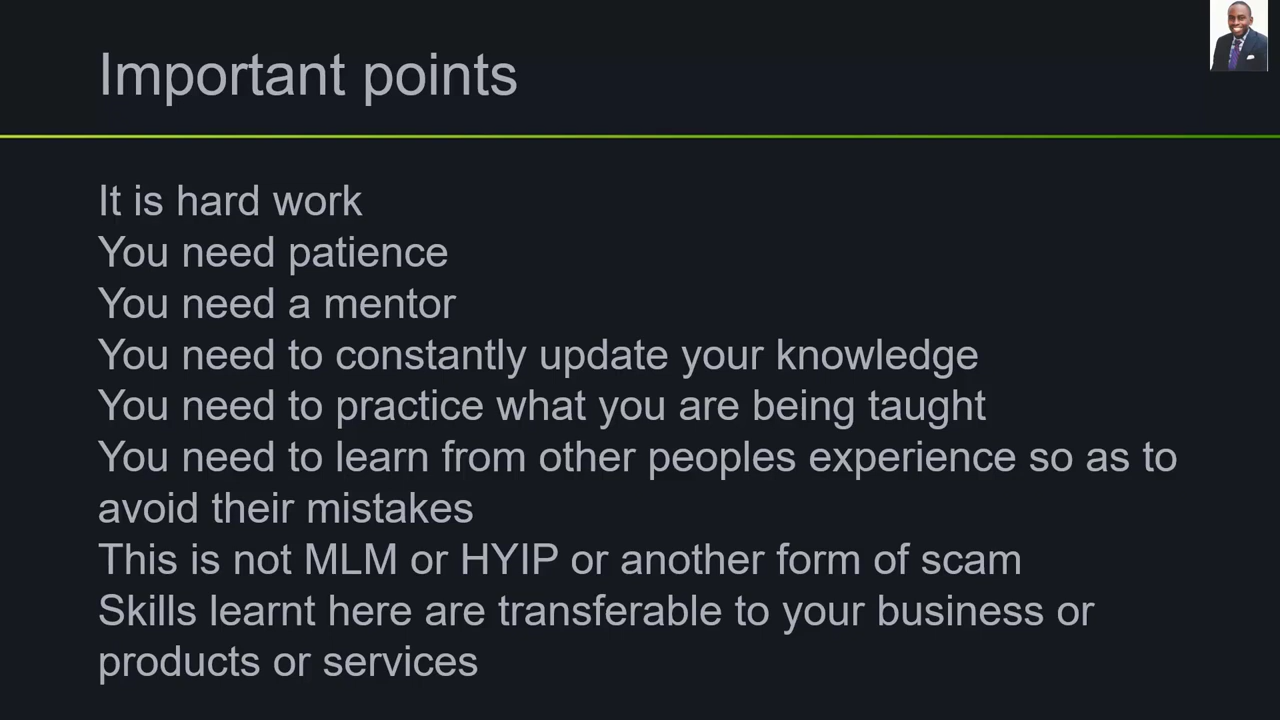 Important points
It is hard work
You need patience
You need a mentor
You need to constantly update your knowledge
You need to practice what you are being taught
You need to learn from other peoples experience so as to
avoid their mistakes
This is not MLM or HYIP or another form of scam
Skills learnt here are transferable to your business or
products or services